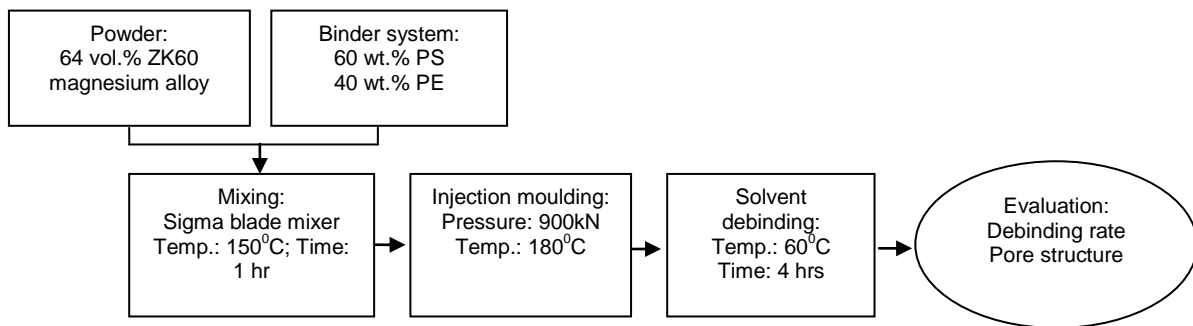 Powder:
64 vol.% ZK60
magnesium alloy
Binder system:
60 wt.% PS
40 wt.% PE
Mixing:
Sigma blade mixer
Temp.: 150⁰C; Time:
1 hr
Injection moulding:
Pressure: 900kN
Temp.: 180⁰C
Solvent
debinding:
Temp.: 60⁰C
Time: 4 hrs
Evaluation:
Debinding rate
Pore structure